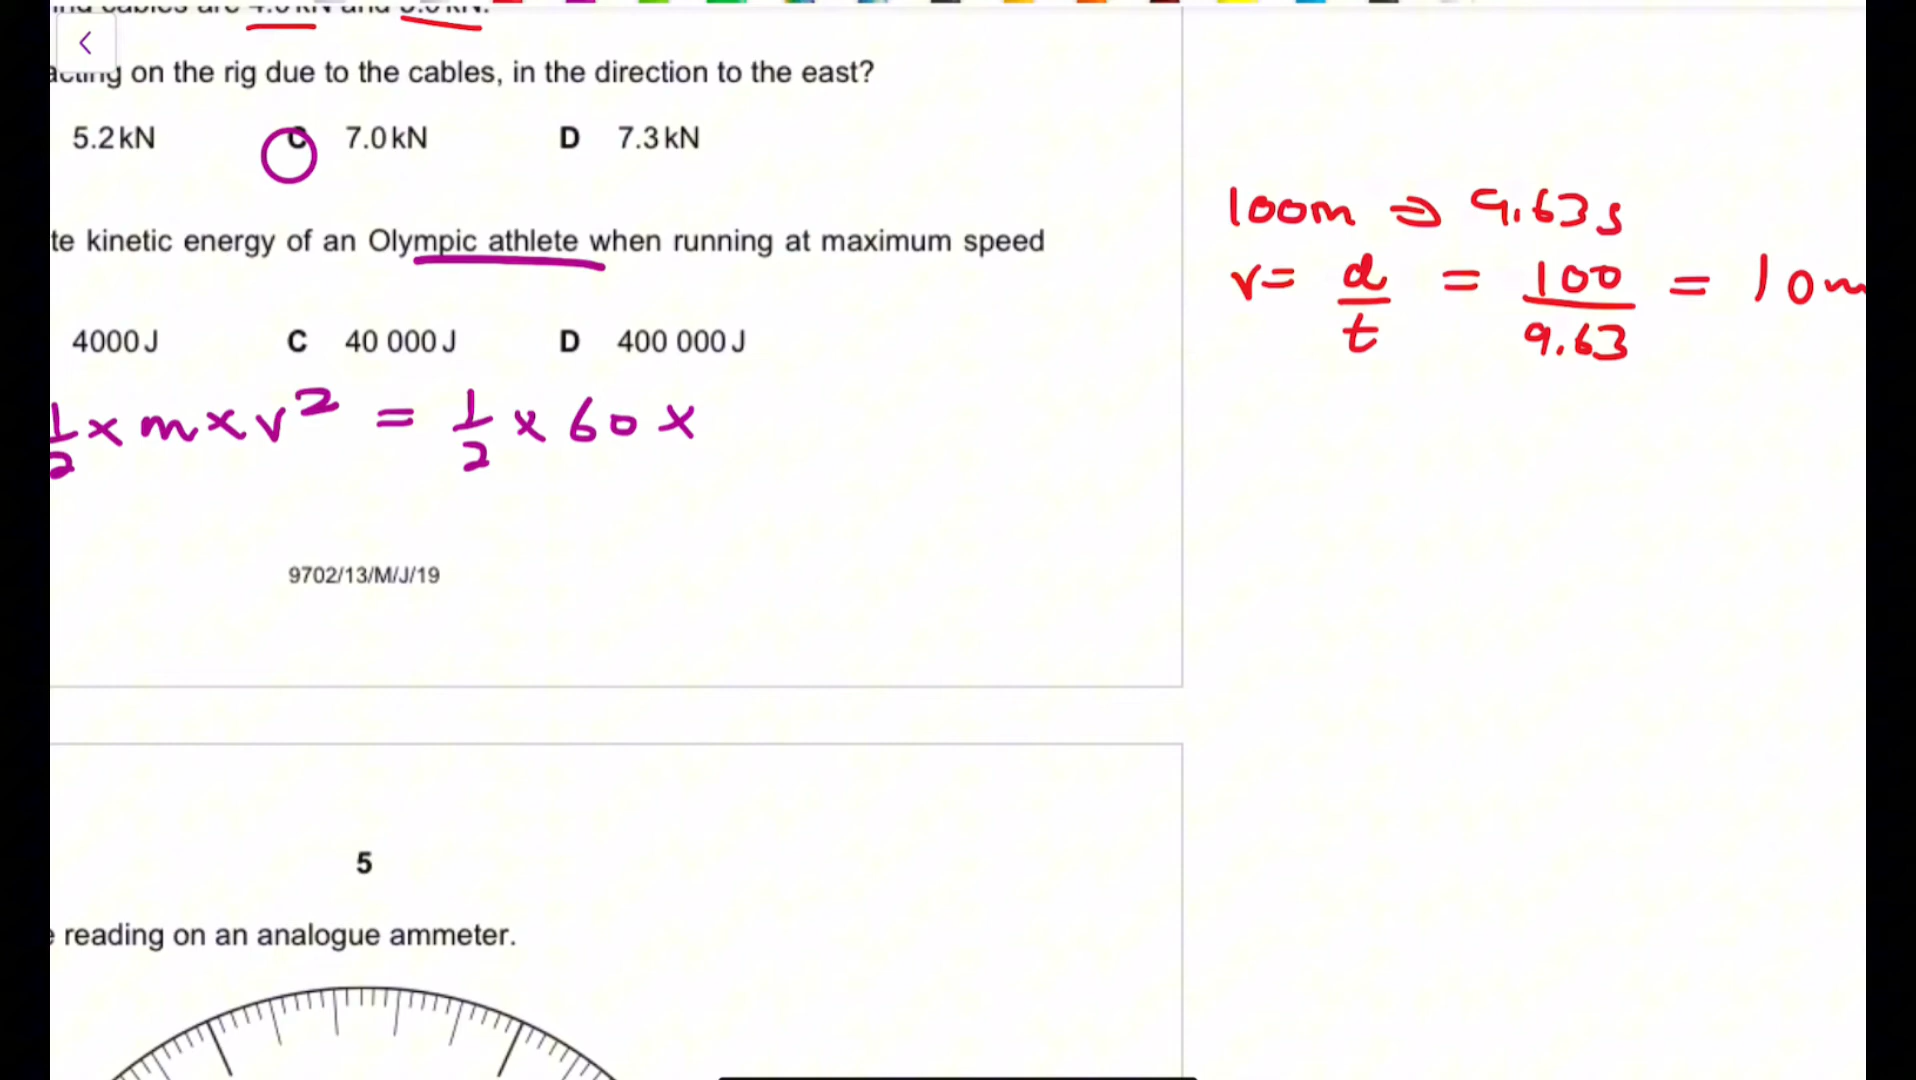 acting on the rig due to the cables, in the direction to the east?
5.2 kN C 7.0 kN D 7.3 kN
te kinetic energy of an Olympic athlete when running at maximum speed
4000 J C 40 000 J D 400 000 J
1/2 × m × v² = 1/2 × 60 ×
9702/13/M/J/19
100m ⇒ 9.63s
v = d/t = 100/9.63 = 10m
5
reading on an analogue ammeter.